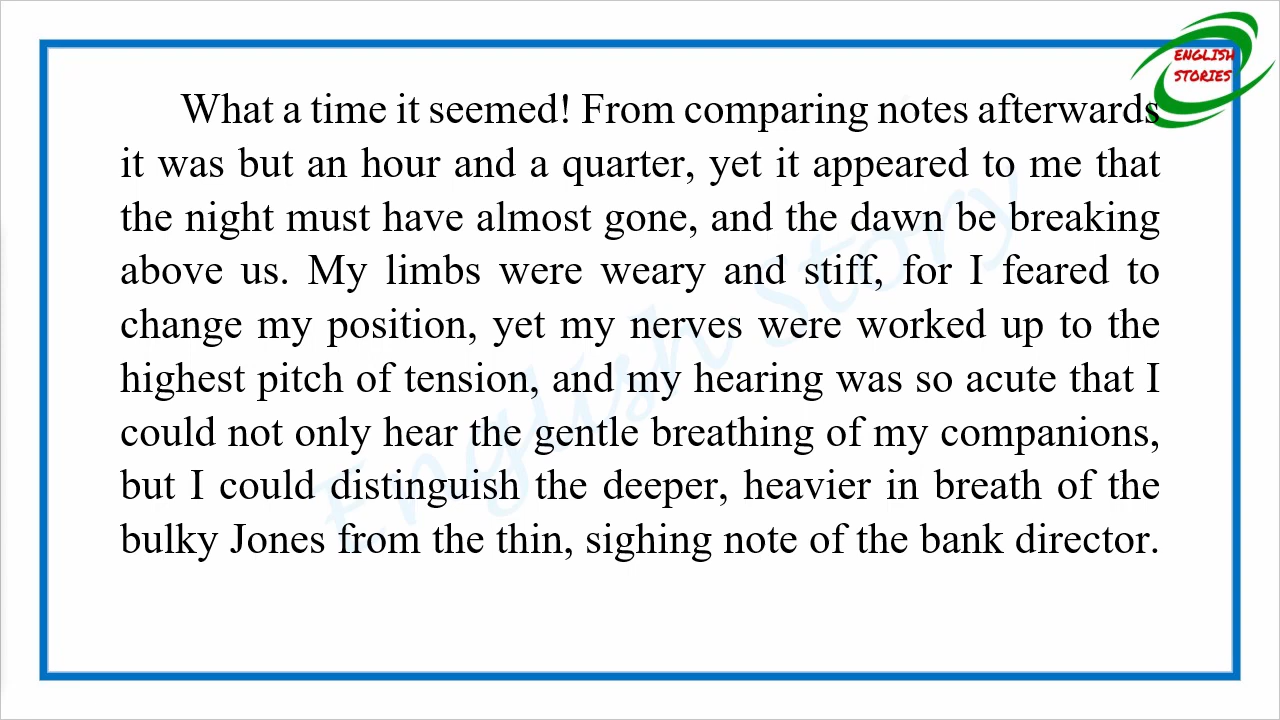 ENGLISH
STORIES
What a time it seemed! From comparing notes afterwards
it was but an hour and a quarter, yet it appeared to me that
the night must have almost gone, and the dawn be breaking
above us. My limbs were weary and stiff, for I feared to
change my position, yet my nerves were worked up to the
highest pitch of tension, and my hearing was so acute that I
could not only hear the gentle breathing of my companions,
but I could distinguish the deeper, heavier in breath of the
bulky Jones from the thin, sighing note of the bank director.
English Story